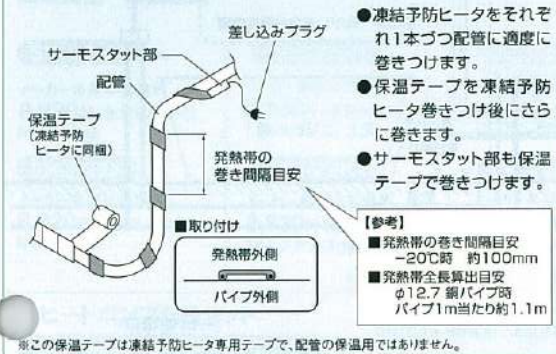 差し込みプラグ
サーモスタット部
配管
保温テープ
(凍結予防
ヒータに同梱)
発熱帯の
巻き間隔目安
■取り付け
発熱帯外側
パイプ外側
●凍結予防ヒータをそれぞ
れ1本づつ配管に適度に
巻きつけます。
●保温テープを凍結予防
ヒータ巻きつけ後にさら
に巻きます。
●サーモスタット部も保温
テープで巻きつけます。
【参考】
■発熱帯の巻き間隔目安
−20℃時 約100mm
■発熱帯全長算出目安
φ12.7 銅パイプ時
パイプ1m当たり約1.1m
※この保温テープは凍結予防ヒータ専用テープで、配管の保温用ではありません。